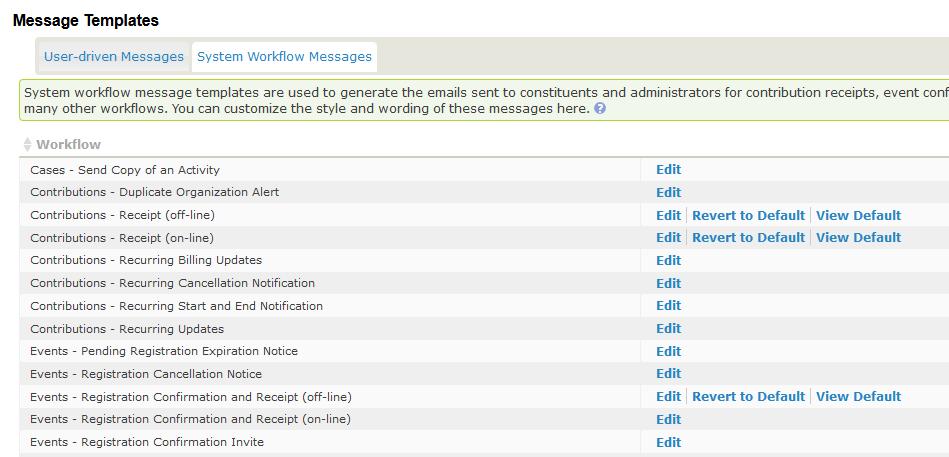 Message Templates
User-driven Messages System Workflow Messages
System workflow message templates are used to generate the emails sent to constituents and administrators for contribution receipts, event
many other workflows. You can customize the style and wording of these messages here. ?
Workflow
Cases - Send Copy of an Activity Edit
Contributions - Duplicate Organization Alert Edit
Contributions - Receipt (off-line) Edit Revert to Default View Default
Contributions - Receipt (on-line) Edit Revert to Default View Default
Contributions - Recurring Billing Updates Edit
Contributions - Recurring Cancellation Notification Edit
Contributions - Recurring Start and End Notification Edit
Contributions - Recurring Updates Edit
Events - Pending Registration Expiration Notice Edit
Events - Registration Cancellation Notice Edit
Events - Registration Confirmation and Receipt (off-line) Edit Revert to Default View Default
Events - Registration Confirmation and Receipt (on-line) Edit
Events - Registration Confirmation Invite Edit